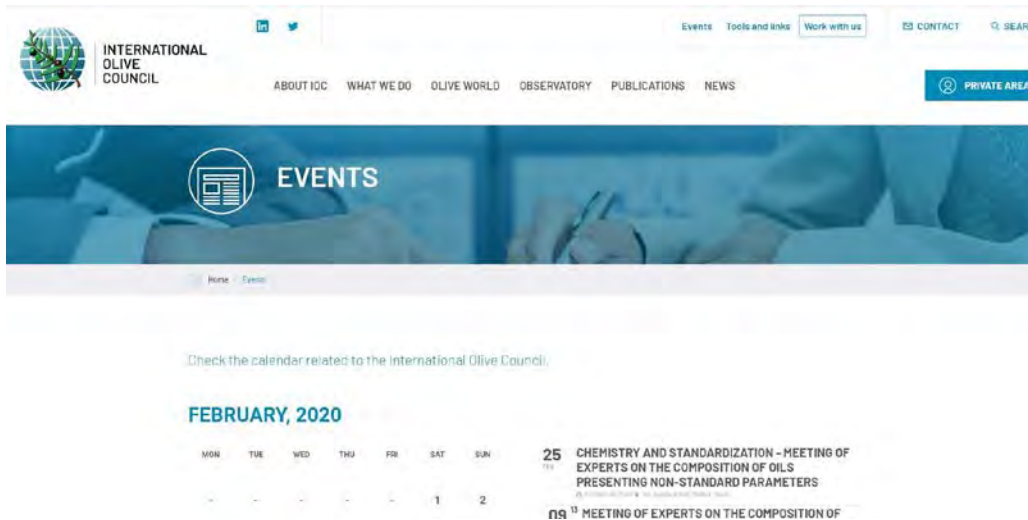 Events Tools and links Work with us CONTACT SEAR
INTERNATIONAL
OLIVE
COUNCIL
ABOUT IOC WHAT WE DO OLIVE WORLD OBSERVATORY PUBLICATIONS NEWS
PRIVATE AREA
EVENTS
Home / Events
Check the calendar related to the International Olive Council.
FEBRUARY, 2020
MON TUE WED THU FRI SAT SUN
- - - - - 1 2
25 CHEMISTRY AND STANDARDIZATION - MEETING OF
EXPERTS ON THE COMPOSITION OF OILS
PRESENTING NON-STANDARD PARAMETERS
09 13 MEETING OF EXPERTS ON THE COMPOSITION OF